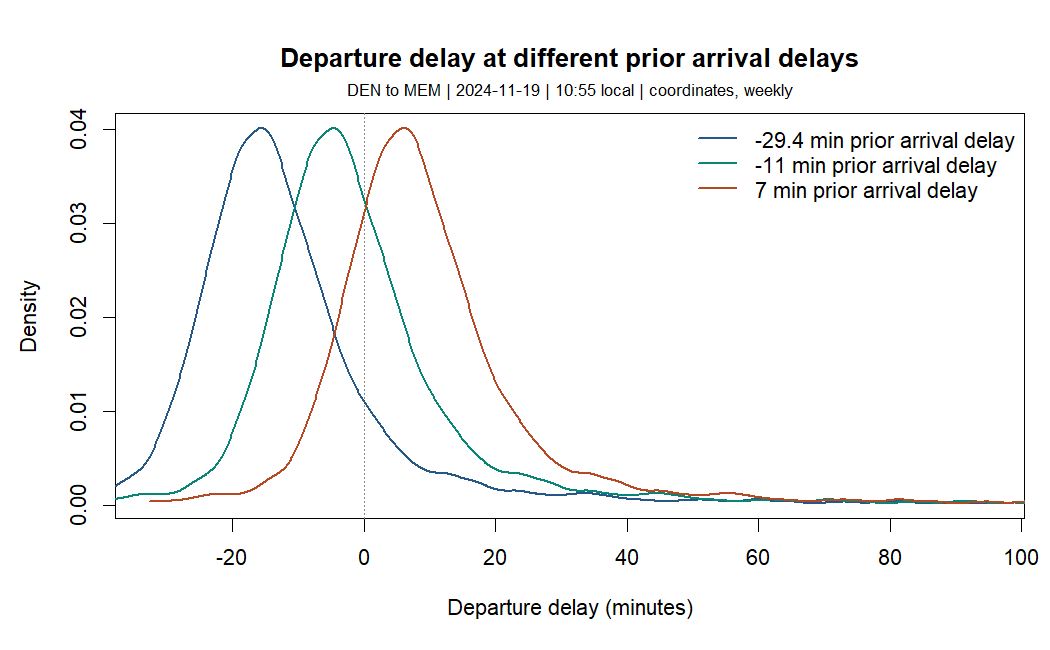 Departure delay at different prior arrival delays
DEN to MEM | 2024-11-19 | 10:55 local | coordinates, weekly
-29.4 min prior arrival delay
-11 min prior arrival delay
7 min prior arrival delay
Density
0.04
0.03
0.02
0.01
0.00
-20 0 20 40 60 80 100
Departure delay (minutes)